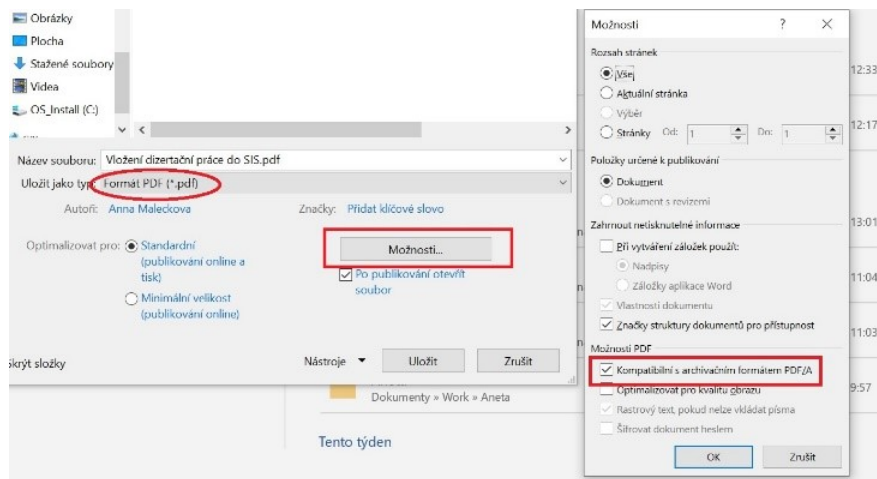 Obrázky
Plocha
Stažené soubory
Videa
OS_Install (C:)
Název souboru: Vložení dizertační práce do SIS.pdf
Uložit jako typ: Formát PDF (*.pdf)
Autoři: Anna Maleckova
Značky: Přidat klíčové slovo
Optimalizovat pro: Standardní
(publikování online a
tisk)
Minimální velikost
(publikování online)
Možnosti...
Po publikování otevřít
soubor
Skrýt složky
Nástroje
Uložit
Zrušit
Dokumenty » Work » Aneta
Tento týden
Možnosti ?
Rozsah stránek
Vše
Aktuální stránka
Výběr
Stránky Od: 1 Do: 1
Položky určené k publikování
Dokument
Dokument s revizemi
Zahrnout netisknutelné informace
Při vytváření záložek použít:
Nadpisy
Záložky aplikace Word
Vlastnosti dokumentu
Značky struktury dokumentů pro přístupnost
Možnosti PDF
Kompatibilní s archivačním formátem PDF/A
Optimalizovat pro kvalitu obrazu
Rastrový text, pokud nelze vkládat písma
Šifrovat dokument heslem
OK
Zrušit
12:33
12:17
13:01
11:04
11:03
9:57